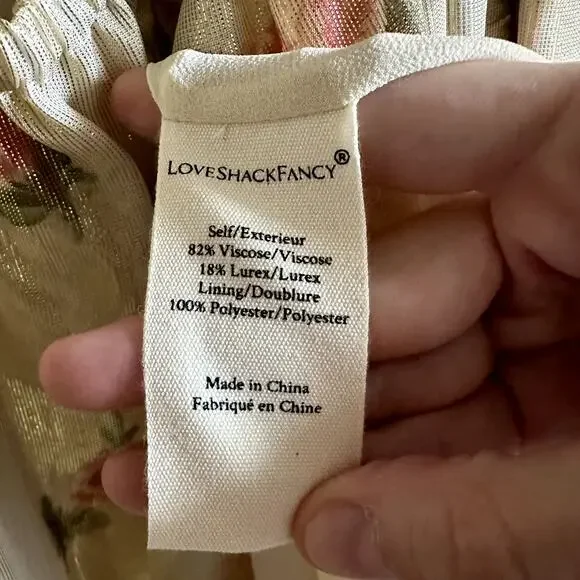 LOVESHACKFANCY®
Self/Exterieur
82% Viscose/Viscose
18% Lurex/Lurex
Lining/Doublure
100% Polyester/Polyester
Made in China
Fabriqué en Chine